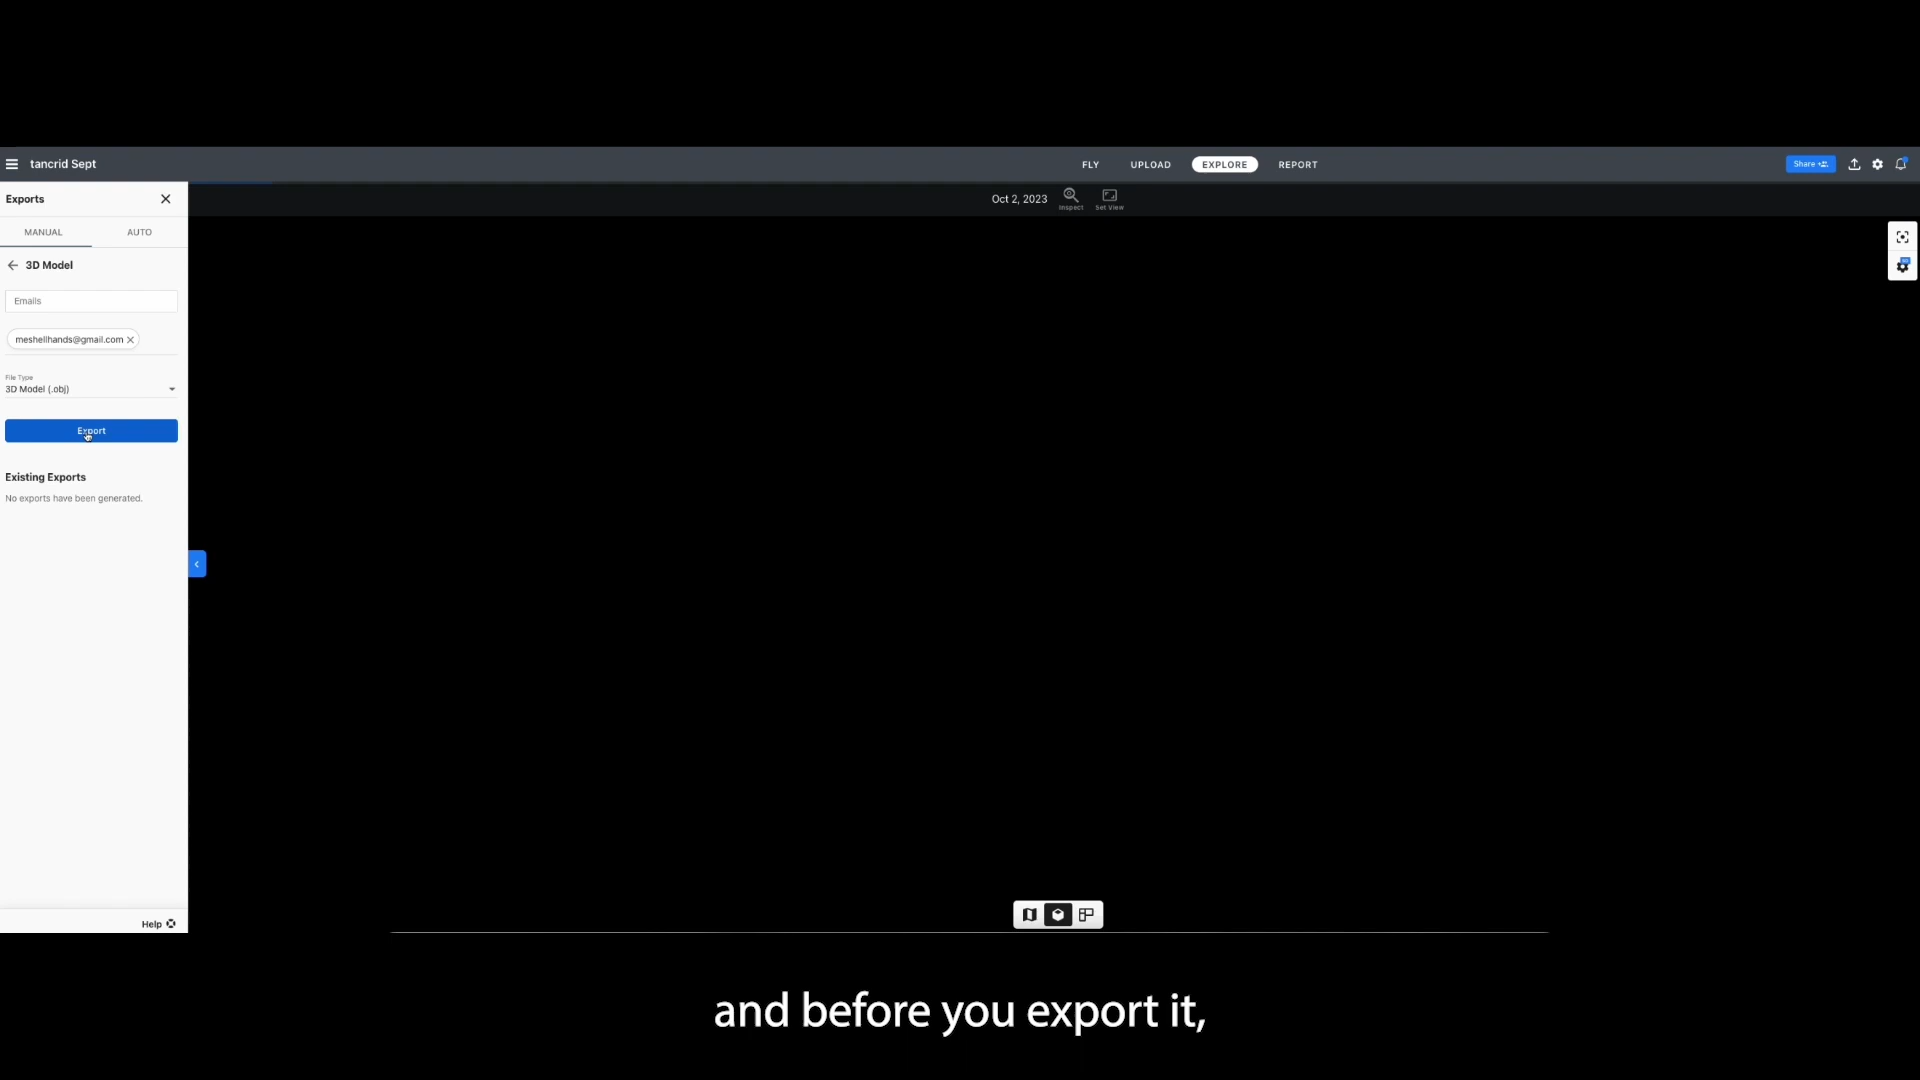 tancrid Sept
FLY
UPLOAD
EXPLORE
REPORT
Share
Exports
Oct 2, 2023
Inspect
Set View
MANUAL
AUTO
3D Model
Emails
meshellhands@gmail.com
File Type
3D Model (.obj)
Export
Existing Exports
No exports have been generated.
Help
and before you export it,